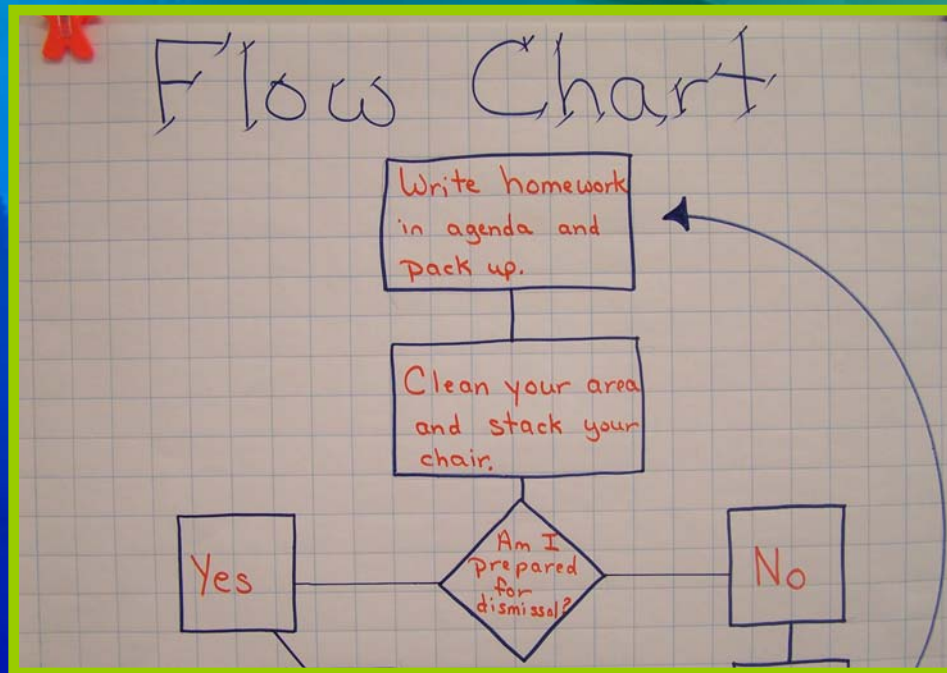 Flow Chart
Write homework
in agenda and
pack up.
Clean your area
and stack your
chair.
Am I
prepared
for
dismissal?
Yes
No